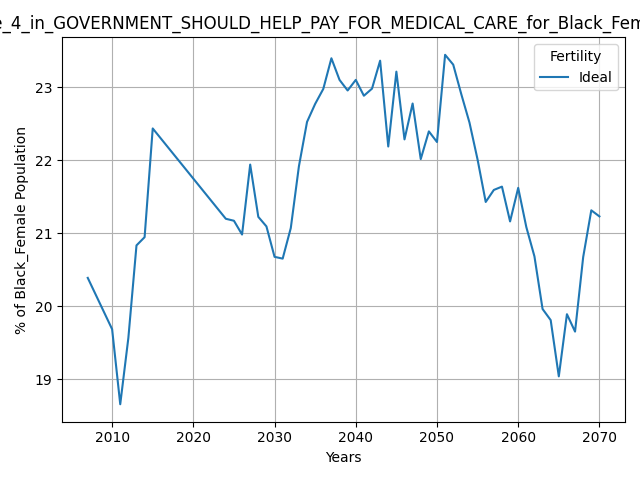 e_4_in_GOVERNMENT_SHOULD_HELP_PAY_FOR_MEDICAL_CARE_for_Black_Fem
Fertility
Ideal
23
22
21
20
19
% of Black_Female Population
2010 2020 2030 2040 2050 2060 2070
Years